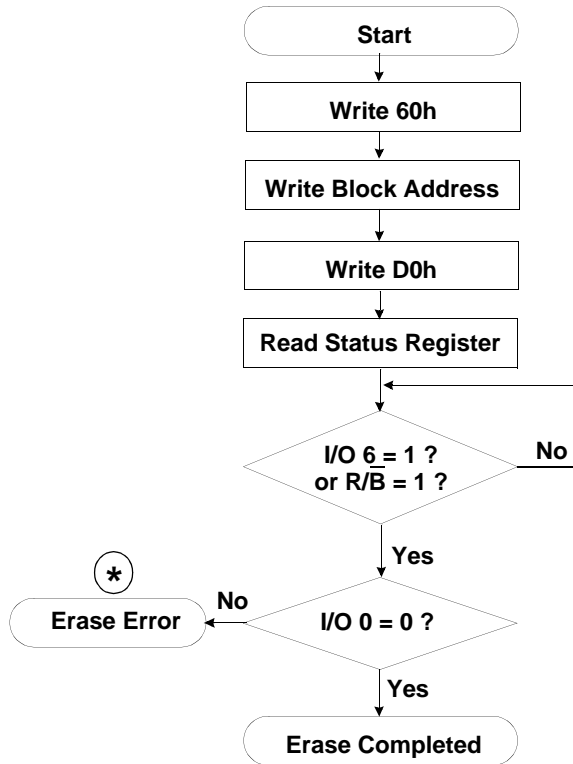 Start
Write 60h
Write Block Address
Write D0h
Read Status Register
I/O 6 = 1 ?
or R/B̅ = 1 ?
No
Yes
*
No
Erase Error
I/O 0 = 0 ?
Yes
Erase Completed